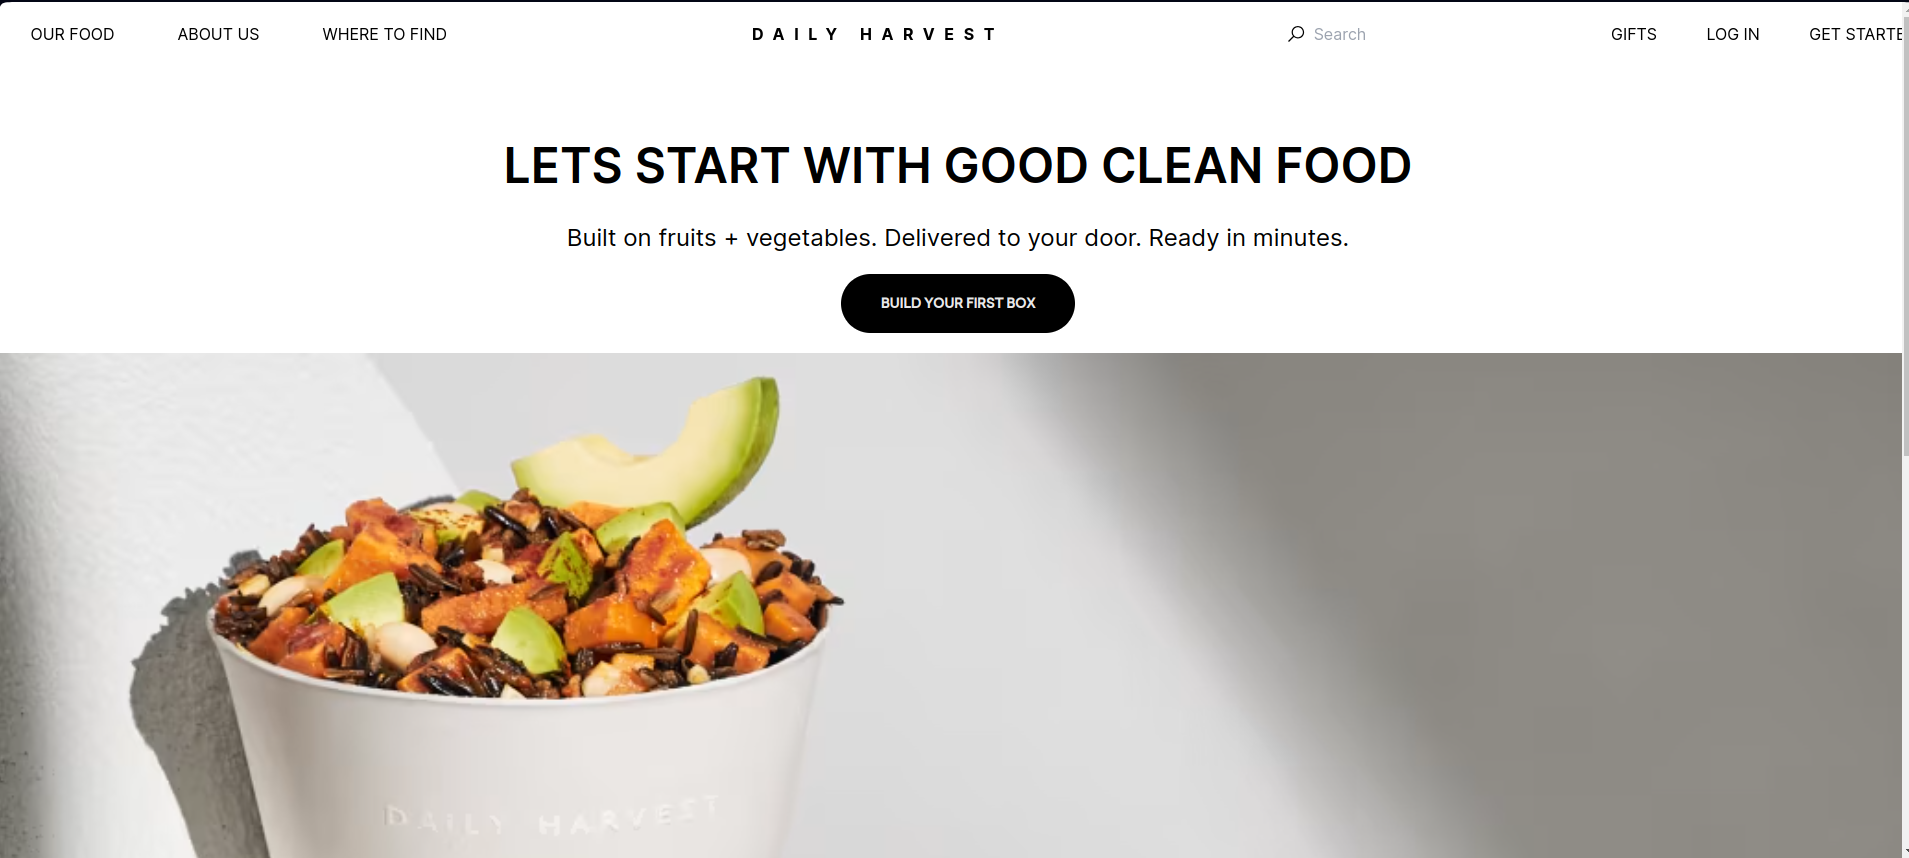 OUR FOOD ABOUT US WHERE TO FIND DAILY HARVEST Search GIFTS LOG IN GET STARTE
LETS START WITH GOOD CLEAN FOOD
Built on fruits + vegetables. Delivered to your door. Ready in minutes.
BUILD YOUR FIRST BOX
DAILY HARVEST